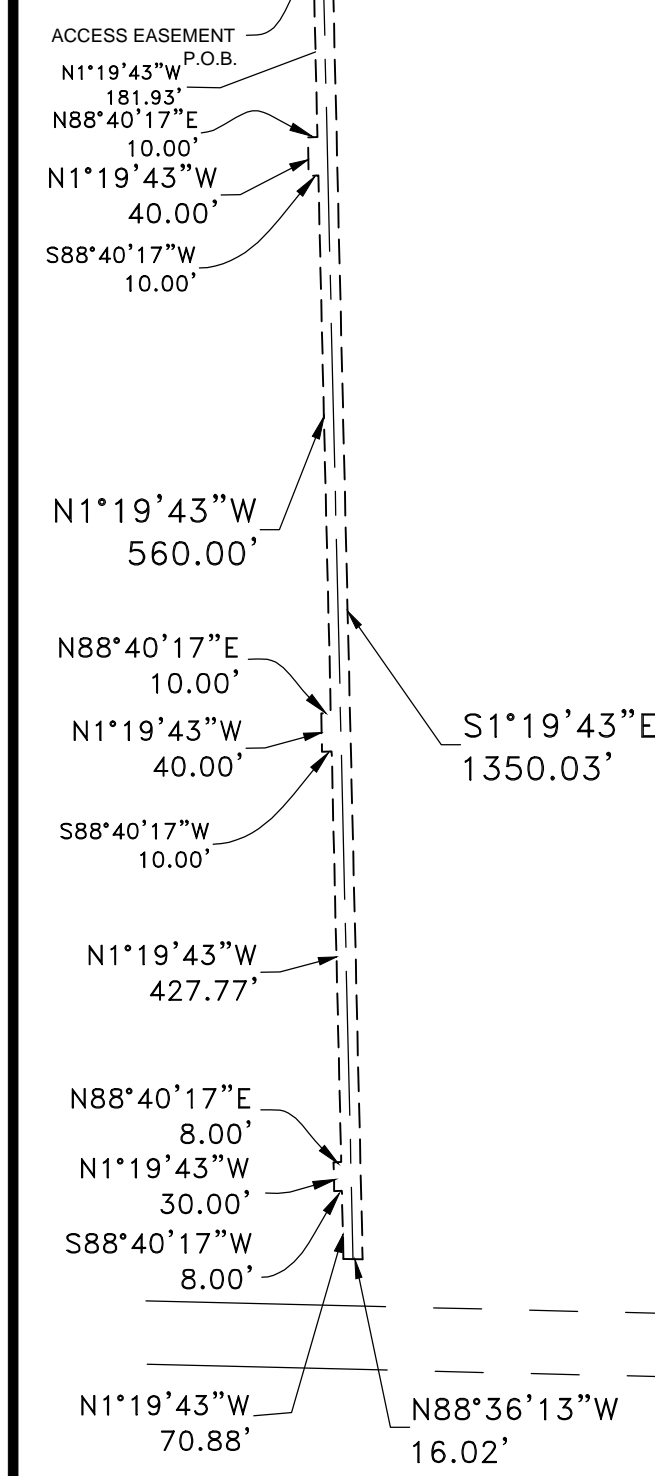 ACCESS EASEMENT
P.O.B.
N1°19'43"W
181.93'
N88°40'17"E
10.00'
N1°19'43"W
40.00'
S88°40'17"W
10.00'
N1°19'43"W
560.00'
N88°40'17"E
10.00'
N1°19'43"W
40.00'
S1°19'43"E
1350.03'
S88°40'17"W
10.00'
N1°19'43"W
427.77'
N88°40'17"E
8.00'
N1°19'43"W
30.00'
S88°40'17"W
8.00'
N1°19'43"W
70.88'
N88°36'13"W
16.02'